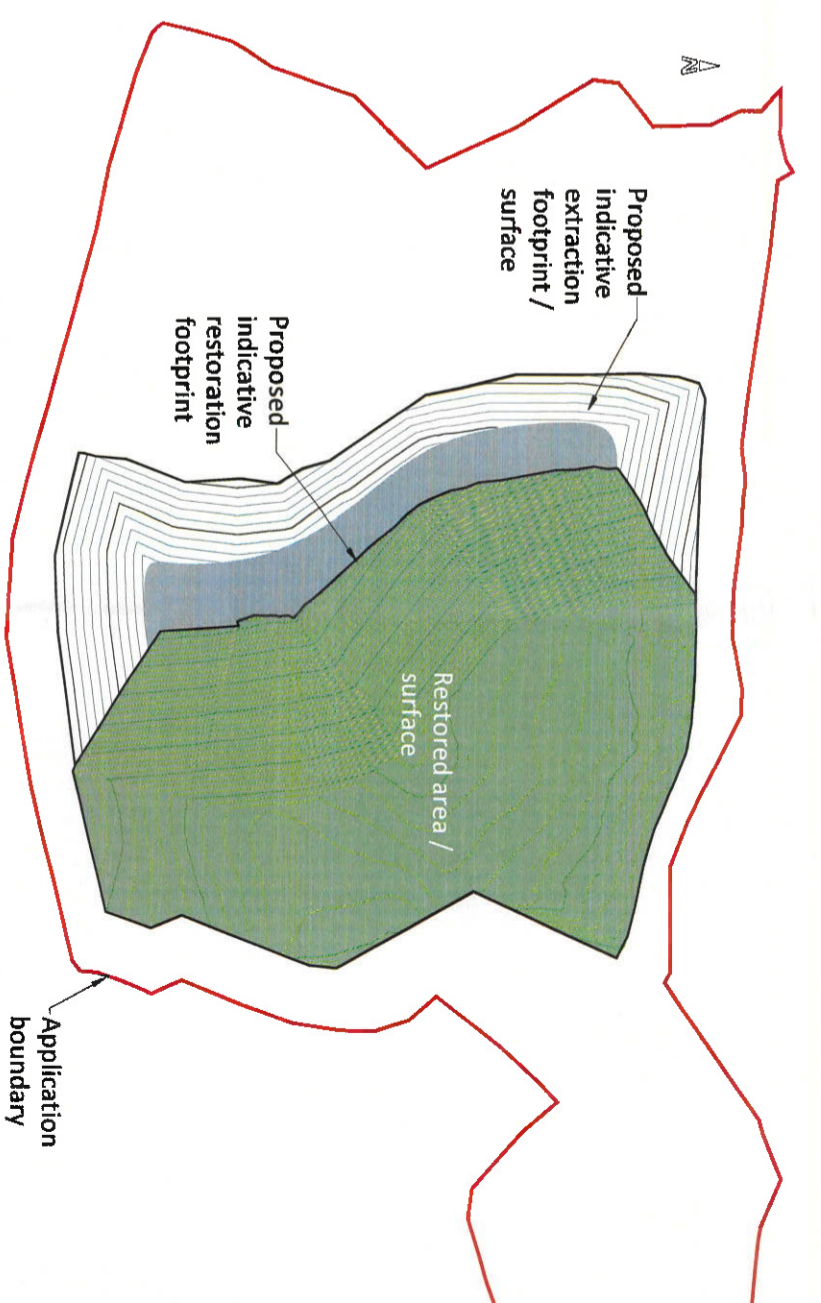 N
Proposed
indicative
extraction
footprint /
surface
Proposed
indicative
restoration
footprint
Restored area /
surface
Application
boundary